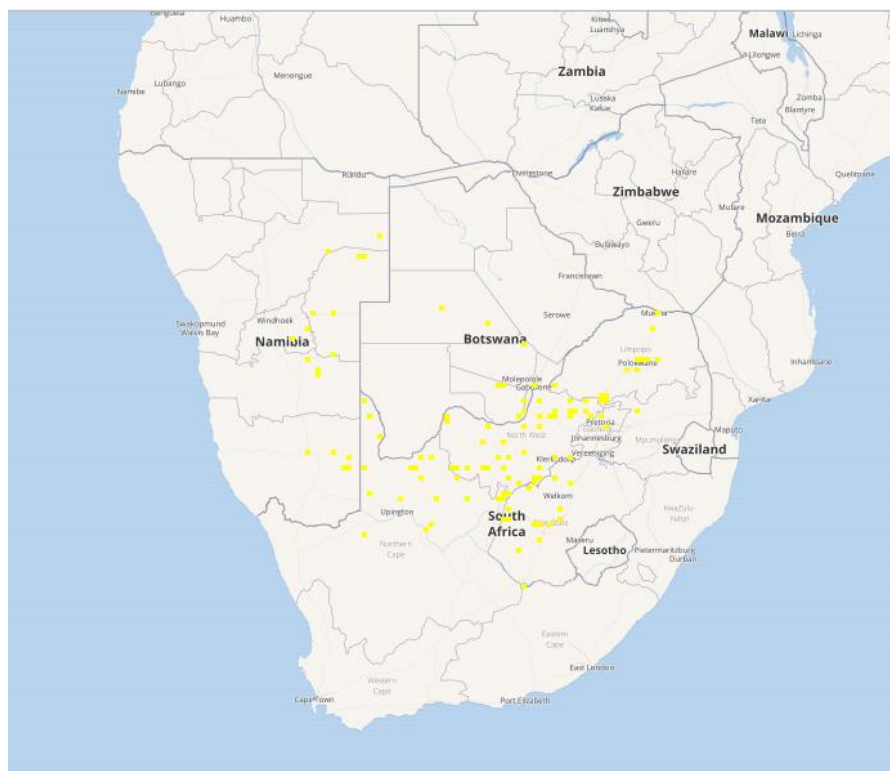 Benguela
Huambo
Kitwe
Luanshya
Malawi
Lichinga
Lilongwe
Zambia
Menongue
Lubango
Namibe
Lusaka
Kafue
Zomba
Blantyre
Tete
Rundu
Livingstone
Harare
Quelimane
Zimbabwe
Mutare
Mozambique
Gweru
Beira
Bulawayo
Francistown
Swakopmund
Walvis Bay
Windhoek
Serowe
Namibia
Botswana
Limpopo
Polokwane
Inhambane
Molepolole
Gaborone
Xai-Xai
Pretoria
North West
Johannesburg
Mpumalanga
Maputo
Swaziland
Klerksdorp
Vereeniging
Welkom
Upington
South
Africa
KwaZulu
Natal
Northern
Cape
Maseru
Lesotho
Pietermaritzburg
Durban
Eastern
Cape
East London
Western
Cape
Cape Town
Port Elizabeth